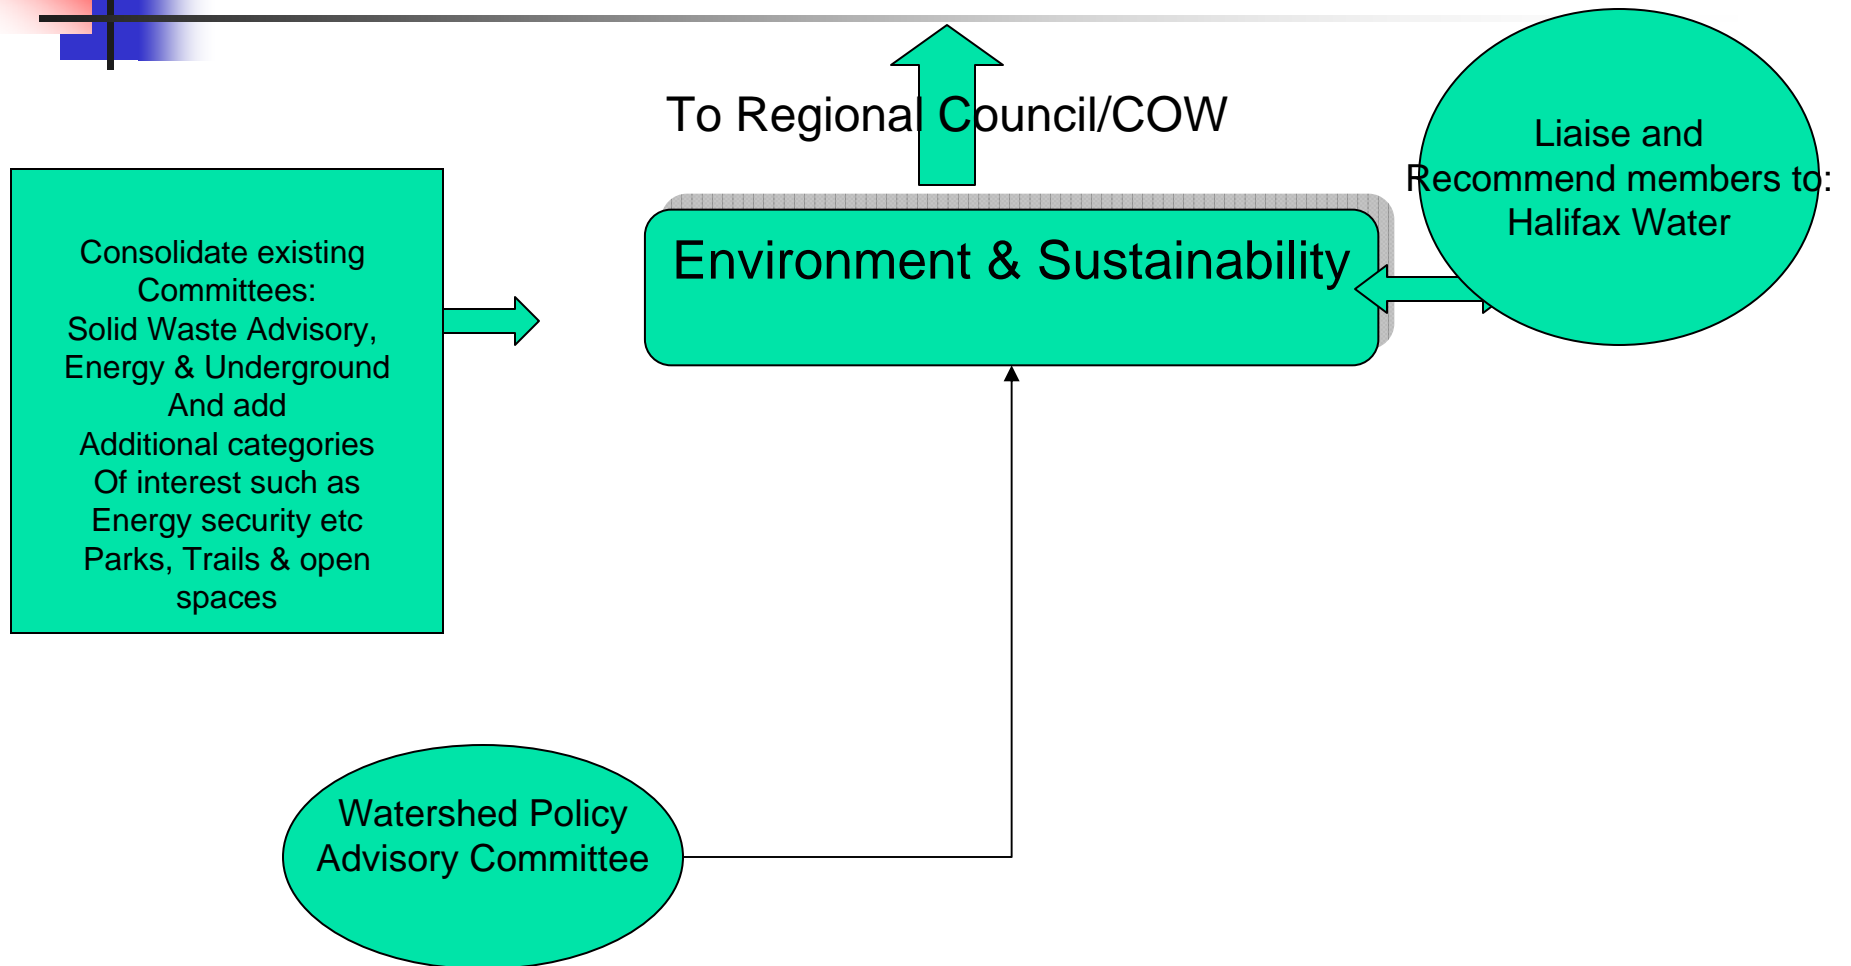 To Regional Council/COW
Liaise and
Recommend members to:
Halifax Water
Environment & Sustainability
Consolidate existing
Committees:
Solid Waste Advisory,
Energy & Underground
And add
Additional categories
Of interest such as
Energy security etc
Parks, Trails & open
spaces
Watershed Policy
Advisory Committee